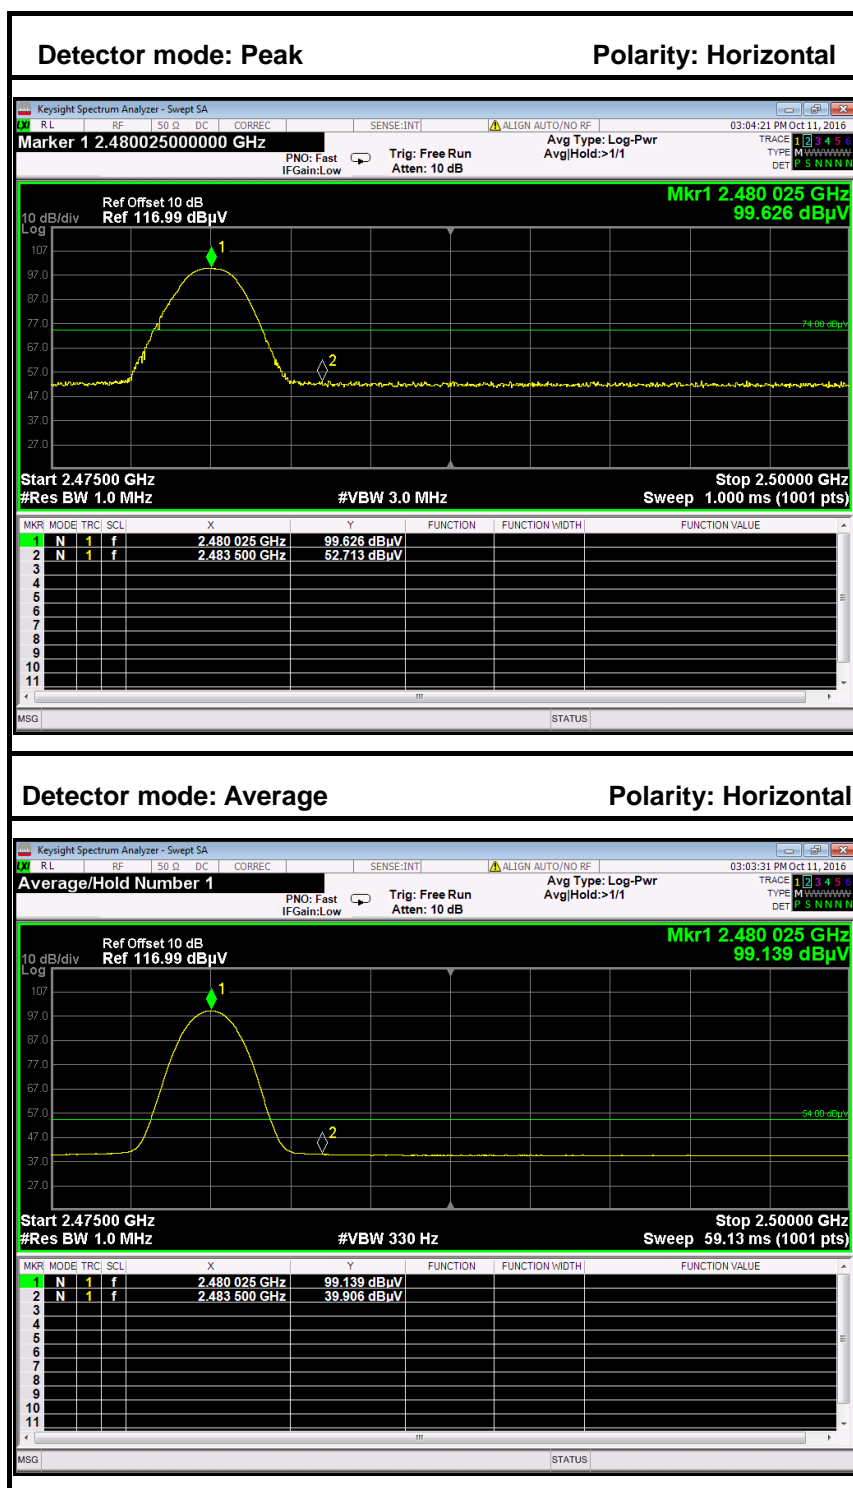 Detector mode: Peak Polarity: Horizontal
Keysight Spectrum Analyzer - Swept SA
LXI RL RF 50 Ω DC CORREC SENSE:INT ALIGN AUTO/NO RF 03:04:21 PM Oct 11, 2016
Marker 1 2.480025000000 GHz
PNO: Fast
IFGain:Low
Trig: Free Run
Atten: 10 dB
Avg Type: Log-Pwr
Avg|Hold:>1/1
TRACE 1 2 3 4 5 6
TYPE M WWWWW
DET P S N N N N
Mkr1 2.480 025 GHz
99.626 dBµV
Ref Offset 10 dB
10 dB/div Ref 116.99 dBµV
Log
107
97.0
87.0
77.0
67.0
57.0
47.0
37.0
27.0
1
2
74.00 dBµV
Start 2.47500 GHz Stop 2.50000 GHz
#Res BW 1.0 MHz #VBW 3.0 MHz Sweep 1.000 ms (1001 pts)
MKR MODE TRC SCL X Y FUNCTION FUNCTION WIDTH FUNCTION VALUE
1 N 1 f 2.480 025 GHz 99.626 dBµV
2 N 1 f 2.483 500 GHz 52.713 dBµV
3
4
5
6
7
8
9
10
11
MSG STATUS
Detector mode: Average Polarity: Horizontal
Keysight Spectrum Analyzer - Swept SA
LXI RL RF 50 Ω DC CORREC SENSE:INT ALIGN AUTO/NO RF 03:03:31 PM Oct 11, 2016
Average/Hold Number 1
PNO: Fast
IFGain:Low
Trig: Free Run
Atten: 10 dB
Avg Type: Log-Pwr
Avg|Hold:>1/1
TRACE 1 2 3 4 5 6
TYPE M WWWWW
DET P S N N N N
Mkr1 2.480 025 GHz
99.139 dBµV
Ref Offset 10 dB
10 dB/div Ref 116.99 dBµV
Log
107
97.0
87.0
77.0
67.0
57.0
47.0
37.0
27.0
1
2
54.00 dBµV
Start 2.47500 GHz Stop 2.50000 GHz
#Res BW 1.0 MHz #VBW 330 Hz Sweep 59.13 ms (1001 pts)
MKR MODE TRC SCL X Y FUNCTION FUNCTION WIDTH FUNCTION VALUE
1 N 1 f 2.480 025 GHz 99.139 dBµV
2 N 1 f 2.483 500 GHz 39.906 dBµV
3
4
5
6
7
8
9
10
11
MSG STATUS